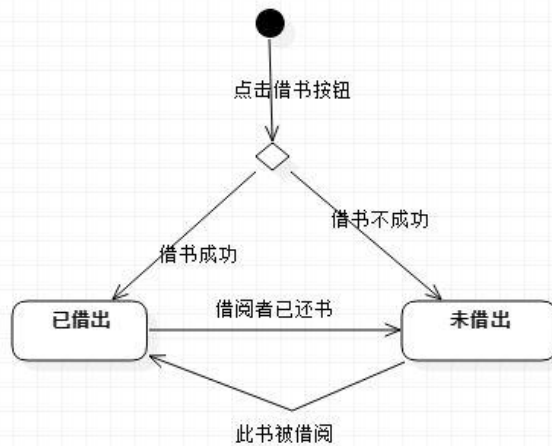 点击借书按钮
借书不成功
借书成功
借阅者已还书
已借出
未借出
此书被借阅